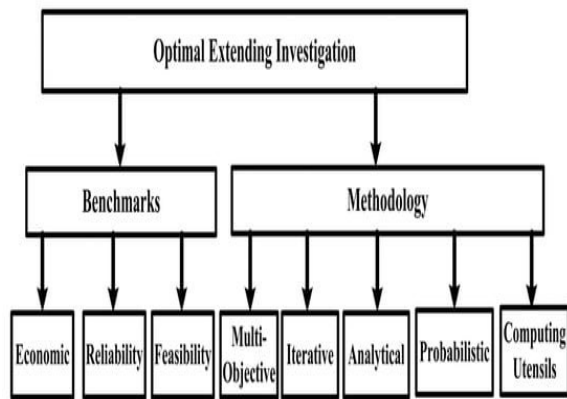 Optimal Extending Investigation
Benchmarks
Methodology
Economic
Reliability
Feasibility
Multi-
Objective
Iterative
Analytical
Probabilistic
Computing
Utensils